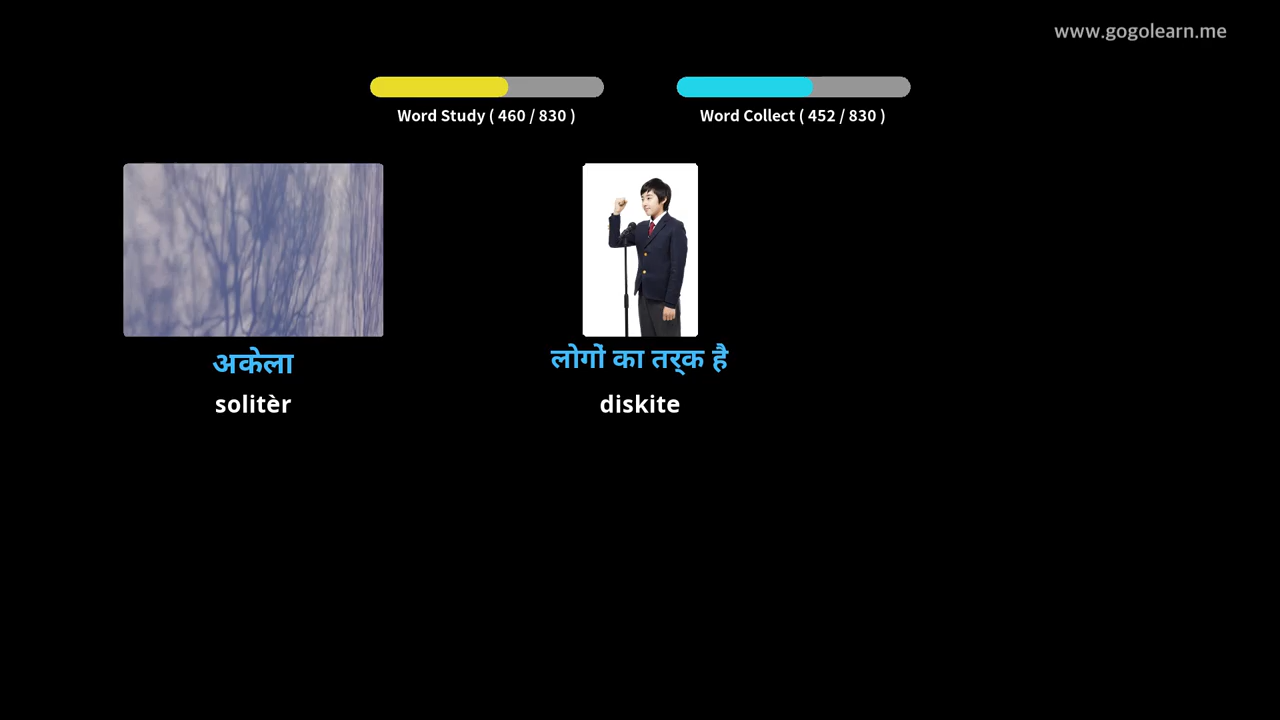 www.gogolearn.me
Word Study ( 460 / 830 )
Word Collect ( 452 / 830 )
अकेला
लोगों का तर्‌क है
solitèr
diskite